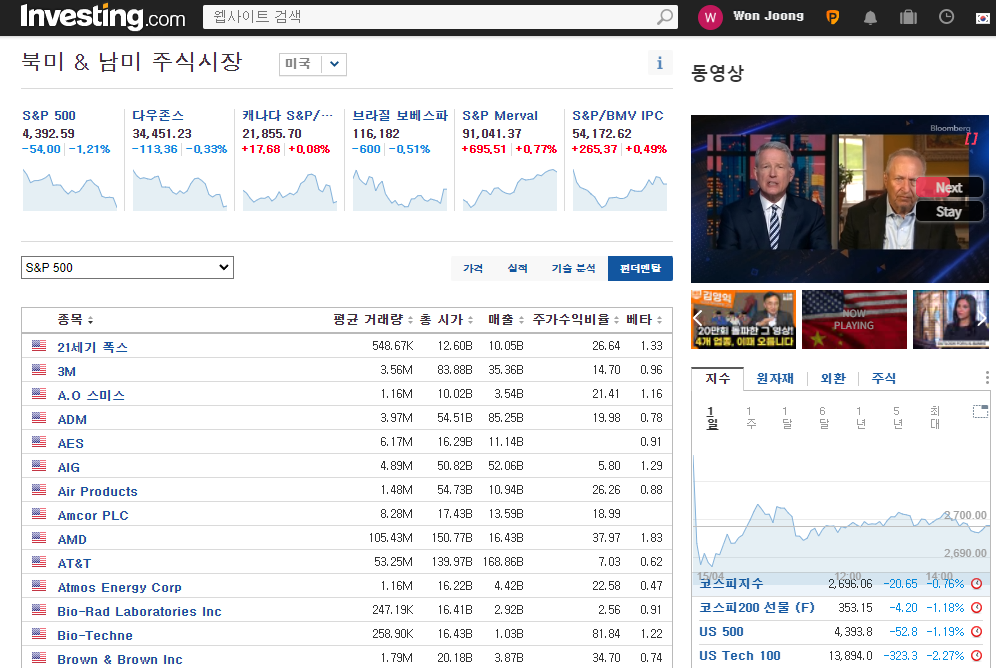 Investing.com
웹사이트 검색
W
Won Joong
북미 & 남미 주식시장
미국
i
S&P 500
4,392.59
-54,00 -1,21%
다우존스
34,451.23
-113,36 -0,33%
캐나다 S&P/···
21,855.70
+17,68 +0,08%
브라질 보베스파
116,182
-600 -0,51%
S&P Merval
91,041.37
+695,51 +0,77%
S&P/BMV IPC
54,172.62
+265,37 +0,49%
S&P 500
가격 실적 기술 분석 펀더멘탈
종목 평균 거래량 총 시가 매출 주가수익비율 베타
21세기 폭스 548.67K 12.60B 10.05B 26.64 1.33
3M 3.56M 83.88B 35.36B 14.70 0.96
A.O 스미스 1.16M 10.02B 3.54B 21.41 1.16
ADM 3.97M 54.51B 85.25B 19.98 0.78
AES 6.17M 16.29B 11.14B 0.91
AIG 4.89M 50.82B 52.06B 5.80 1.29
Air Products 1.48M 54.73B 10.94B 26.26 0.88
Amcor PLC 8.28M 17.43B 13.59B 18.99
AMD 105.43M 150.77B 16.43B 37.97 1.83
AT&T 53.25M 139.97B 168.86B 7.03 0.62
Atmos Energy Corp 1.16M 16.22B 4.42B 22.58 0.47
Bio-Rad Laboratories Inc 247.19K 16.41B 2.92B 2.56 0.91
Bio-Techne 258.90K 16.43B 1.03B 81.84 1.22
Brown & Brown Inc 1.79M 20.18B 3.87B 34.70 0.74
동영상
Bloomberg
Next
Stay
김영익
20만회 돌파한 그 영상!
4개 업종, 이때 오릅니다
NOW
PLAYING
지수 원자재 외환 주식
1일 1주 1달 6달 1년 5년 최대
2,700.00
2,690.00
15/04 12:00 14:00
코스피지수 2,696.06 -20.65 -0.76%
코스피200 선물 (F) 353.15 -4.20 -1.18%
US 500 4,393.8 -52.8 -1.19%
US Tech 100 13,894.0 -323.3 -2.27%